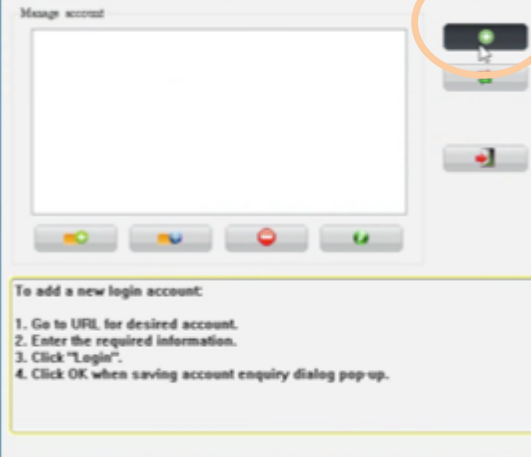 Manage account
To add a new login account:
1. Go to URL for desired account.
2. Enter the required information.
3. Click "Login".
4. Click OK when saving account enquiry dialog pop-up.